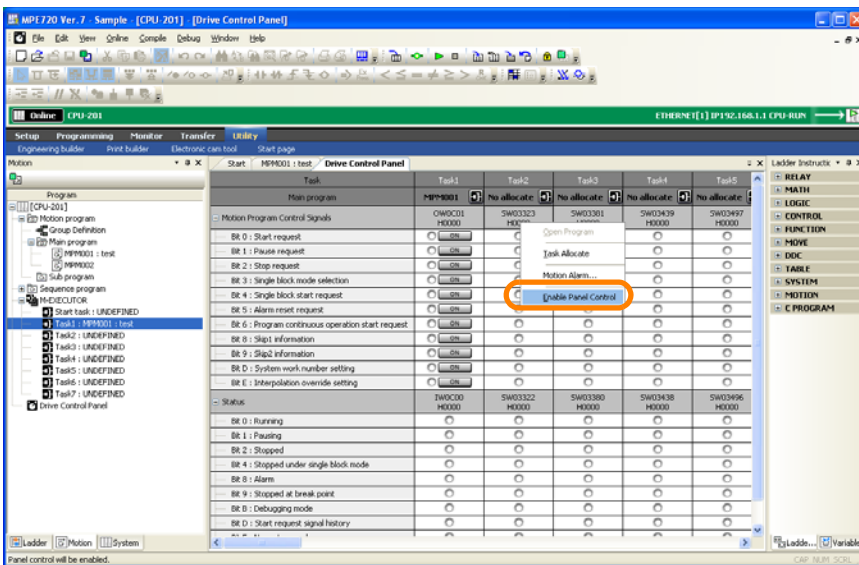 MPE720 Ver. 7 - Sample - [CPU-201] - [Drive Control Panel]
File Edit View Online Compile Debug Window Help
Online CPU-201 ETHERNET[1] IP192.168.1.1 CPU-RUN
Setup Programming Monitor Transfer Utility
Engineering builder Print builder Electronic cam tool Start page
Motion
Start MPM001 : test Drive Control Panel
Ladder Instructic
Program
[CPU-201]
Motion program
Group Definition
Main program
MPM001 : test
MPM002
Sub program
Sequence program
M-EXECUTOR
Start task : UNDEFINED
Task1 : MPM001 : test
Task2 : UNDEFINED
Task3 : UNDEFINED
Task4 : UNDEFINED
Task5 : UNDEFINED
Task6 : UNDEFINED
Task7 : UNDEFINED
Drive Control Panel
Task Task1 Task2 Task3 Task4 Task5
Main program MPM001 No allocate No allocate No allocate No allocate
Motion Program Control Signals OW0C01 H0000 SW03323 H0000 SW03381 SW03439 H0000 SW03497 H0000
Bit 0 : Start request ON
Bit 1 : Pause request ON
Bit 2 : Stop request ON
Bit 3 : Single block mode selection ON
Bit 4 : Single block start request ON
Bit 5 : Alarm reset request ON
Bit 6 : Program continuous operation start request ON
Bit 8 : Skip1 information ON
Bit 9 : Skip2 information ON
Bit D : System work number setting ON
Bit E : Interpolation override setting ON
Status IW0C00 H0000 SW03322 H0000 SW03380 H0000 SW03438 H0000 SW03496 H0000
Bit 0 : Running
Bit 1 : Pausing
Bit 2 : Stopped
Bit 4 : Stopped under single block mode
Bit 8 : Alarm
Bit 9 : Stopped at break point
Bit B : Debugging mode
Bit D : Start request signal history
Open Program
Task Allocate
Motion Alarm...
Enable Panel Control
RELAY
MATH
LOGIC
CONTROL
FUNCTION
MOVE
DDC
TABLE
SYSTEM
MOTION
C PROGRAM
Ladder Motion System
Ladde... Variable
Panel control will be enabled. CAP NUM SCRL